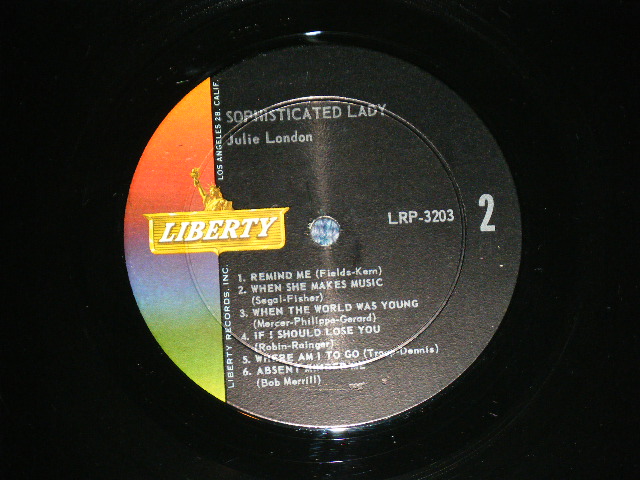 SOPHISTICATED LADY
Julie London
LOS ANGELES 28, CALIF.
LIBERTY
LIBERTY RECORDS, INC.
LRP-3203
2
1. REMIND ME (Fields-Kern)
2. WHEN SHE MAKES MUSIC
(Segal-Fisher)
3. WHEN THE WORLD WAS YOUNG
(Mercer-Philippe-Gerard)
4. IF I SHOULD LOSE YOU
(Robin-Rainger)
5. WHERE AM I TO GO (Troup-Dennis)
6. ABSENT MINDED ME
(Bob Merrill)